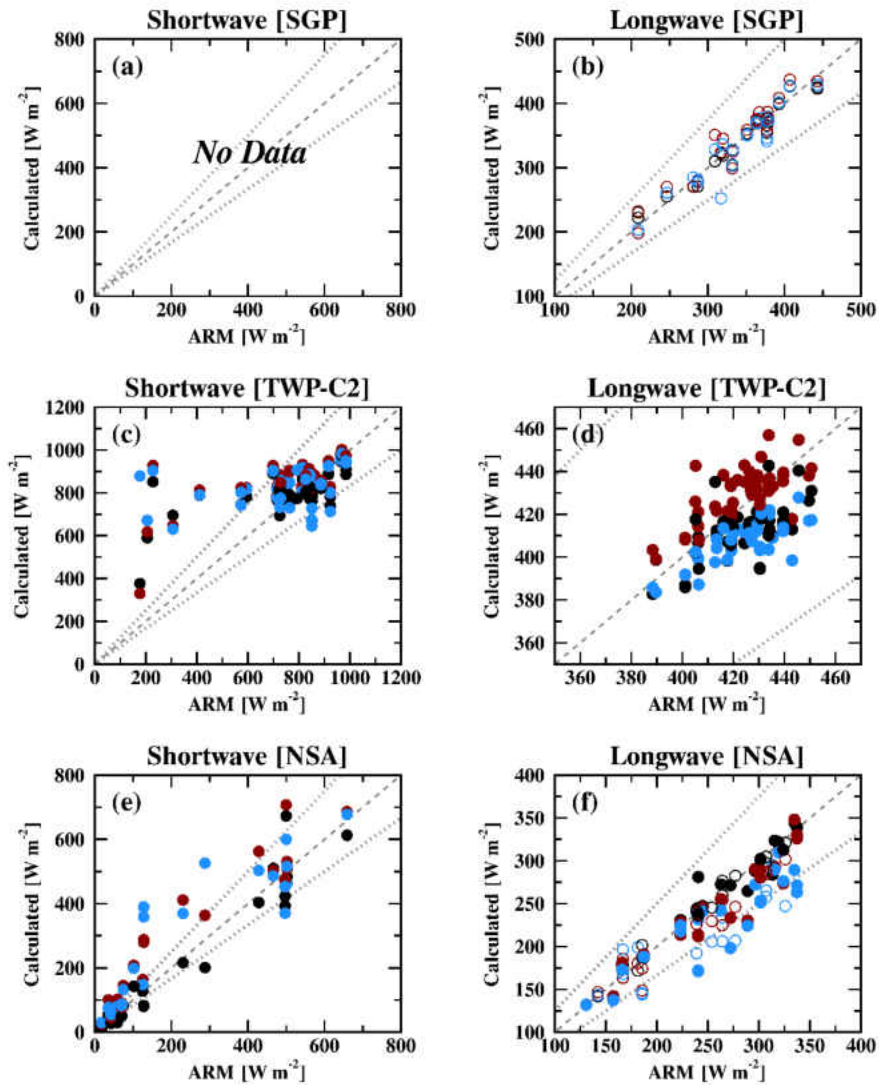 Shortwave [SGP]
800
(a)
600
No Data
400
200
0
0 200 400 600 800
Calculated [W m-2]
ARM [W m-2]
Longwave [SGP]
500
(b)
400
300
200
100
100 200 300 400 500
Calculated [W m-2]
ARM [W m-2]
Shortwave [TWP-C2]
1200
(c)
1000
800
600
400
200
0
0 200 400 600 800 1000 1200
Calculated [W m-2]
ARM [W m-2]
Longwave [TWP-C2]
460
(d)
440
420
400
380
360
360 380 400 420 440 460
Calculated [W m-2]
ARM [W m-2]
Shortwave [NSA]
800
(e)
600
400
200
0
0 200 400 600 800
Calculated [W m-2]
ARM [W m-2]
Longwave [NSA]
400
(f)
350
300
250
200
150
100
100 150 200 250 300 350 400
Calculated [W m-2]
ARM [W m-2]